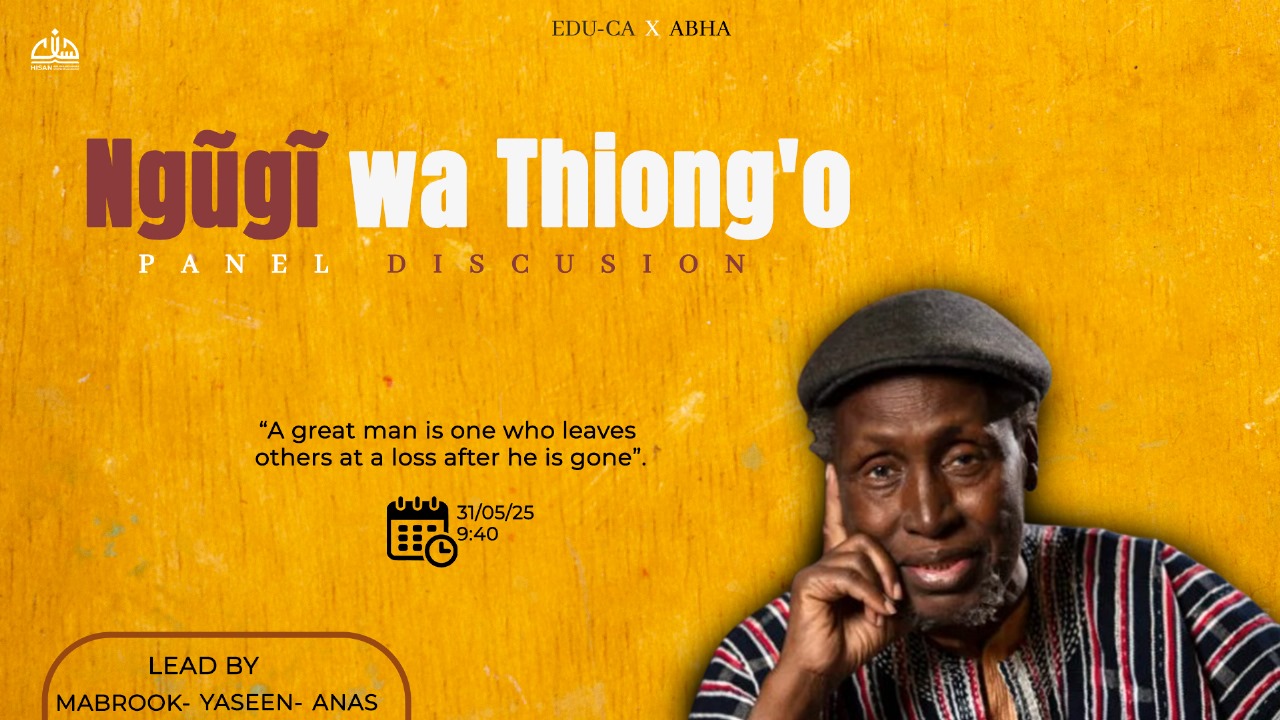 EDU-CA X ABHA
HISAN
Ngũgĩ wa Thiong'o
PANEL DISCUSION
“A great man is one who leaves
others at a loss after he is gone”.
31/05/25
9:40
LEAD BY
MABROOK- YASEEN- ANAS